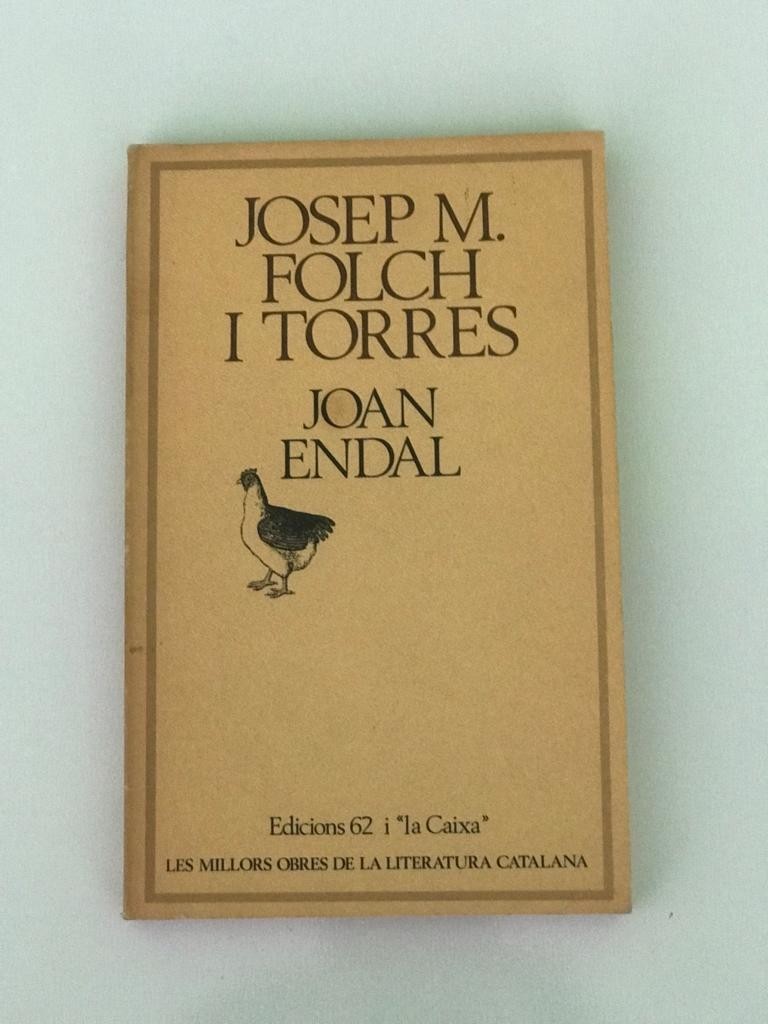 JOSEP M.
FOLCH
I TORRES
JOAN
ENDAL
Edicions 62 i "la Caixa"
LES MILLORS OBRES DE LA LITERATURA CATALANA